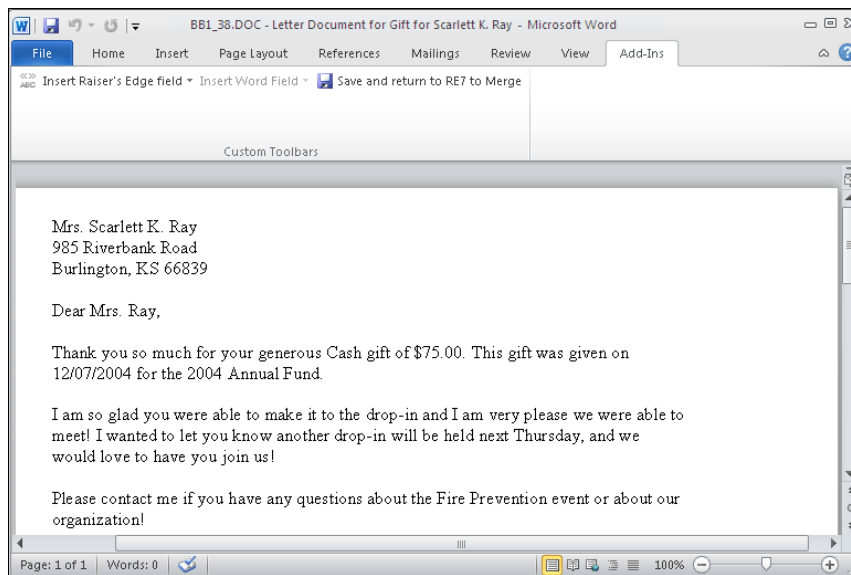 BB1_38.DOC - Letter Document for Gift for Scarlett K. Ray - Microsoft Word
File Home Insert Page Layout References Mailings Review View Add-Ins
«» ABC Insert Raiser's Edge field Insert Word Field Save and return to RE7 to Merge
Custom Toolbars
Mrs. Scarlett K. Ray
985 Riverbank Road
Burlington, KS 66839
Dear Mrs. Ray,
Thank you so much for your generous Cash gift of $75.00. This gift was given on
12/07/2004 for the 2004 Annual Fund.
I am so glad you were able to make it to the drop-in and I am very please we were able to
meet! I wanted to let you know another drop-in will be held next Thursday, and we
would love to have you join us!
Please contact me if you have any questions about the Fire Prevention event or about our
organization!
Page: 1 of 1 Words: 0 100%